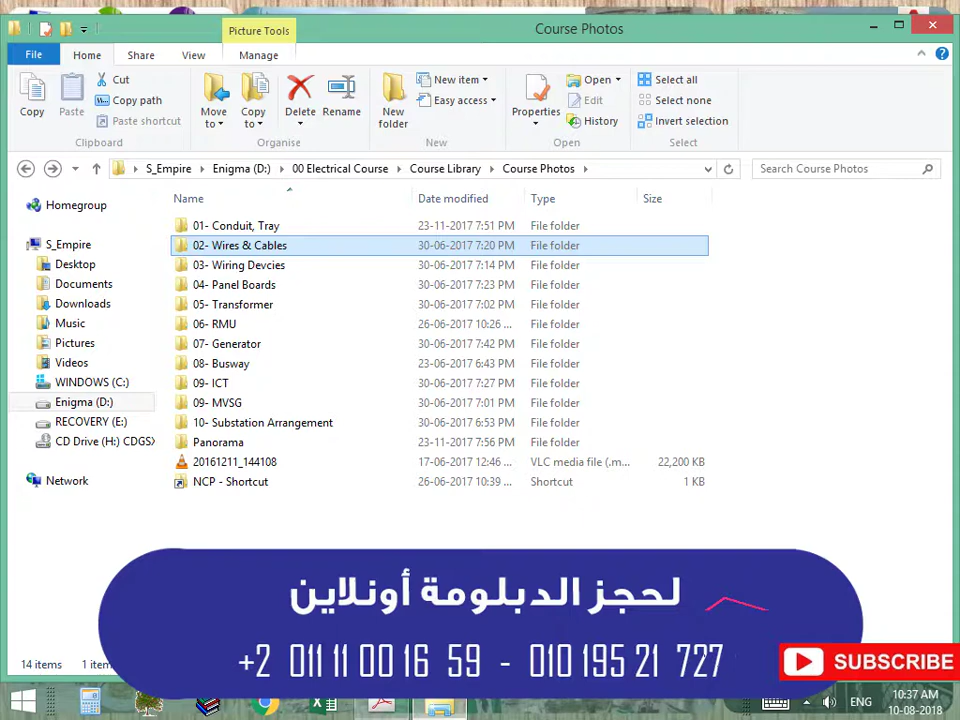 Picture Tools
Course Photos
File
Home
Share
View
Manage
Copy
Paste
Cut
Copy path
Paste shortcut
Clipboard
Move to
Copy to
Delete
Rename
Organise
New folder
New item
Easy access
New
Properties
Open
Edit
History
Open
Select all
Select none
Invert selection
Select
S_Empire
Enigma (D:)
00 Electrical Course
Course Library
Course Photos
Search Course Photos
Homegroup
S_Empire
Desktop
Documents
Downloads
Music
Pictures
Videos
WINDOWS (C:)
Enigma (D:)
RECOVERY (E:)
CD Drive (H:) CDGS)
Network
Name Date modified Type Size
01- Conduit, Tray 23-11-2017 7:51 PM File folder
02- Wires & Cables 30-06-2017 7:20 PM File folder
03- Wiring Devcies 30-06-2017 7:14 PM File folder
04- Panel Boards 30-06-2017 7:23 PM File folder
05- Transformer 30-06-2017 7:02 PM File folder
06- RMU 26-06-2017 10:26 ... File folder
07- Generator 30-06-2017 7:42 PM File folder
08- Busway 23-06-2017 6:43 PM File folder
09- ICT 30-06-2017 7:27 PM File folder
09- MVSG 30-06-2017 7:01 PM File folder
10- Substation Arrangement 30-06-2017 6:53 PM File folder
Panorama 23-11-2017 7:56 PM File folder
20161211_144108 17-06-2017 12:46 ... VLC media file (.m... 22,200 KB
NCP - Shortcut 26-06-2017 10:39 ... Shortcut 1 KB
لحجز الدبلومة أونلاين
+2 011 11 00 16 59 - 010 195 21 727
SUBSCRIBE
14 items 1 item
ENG
10:37 AM
10-08-2018